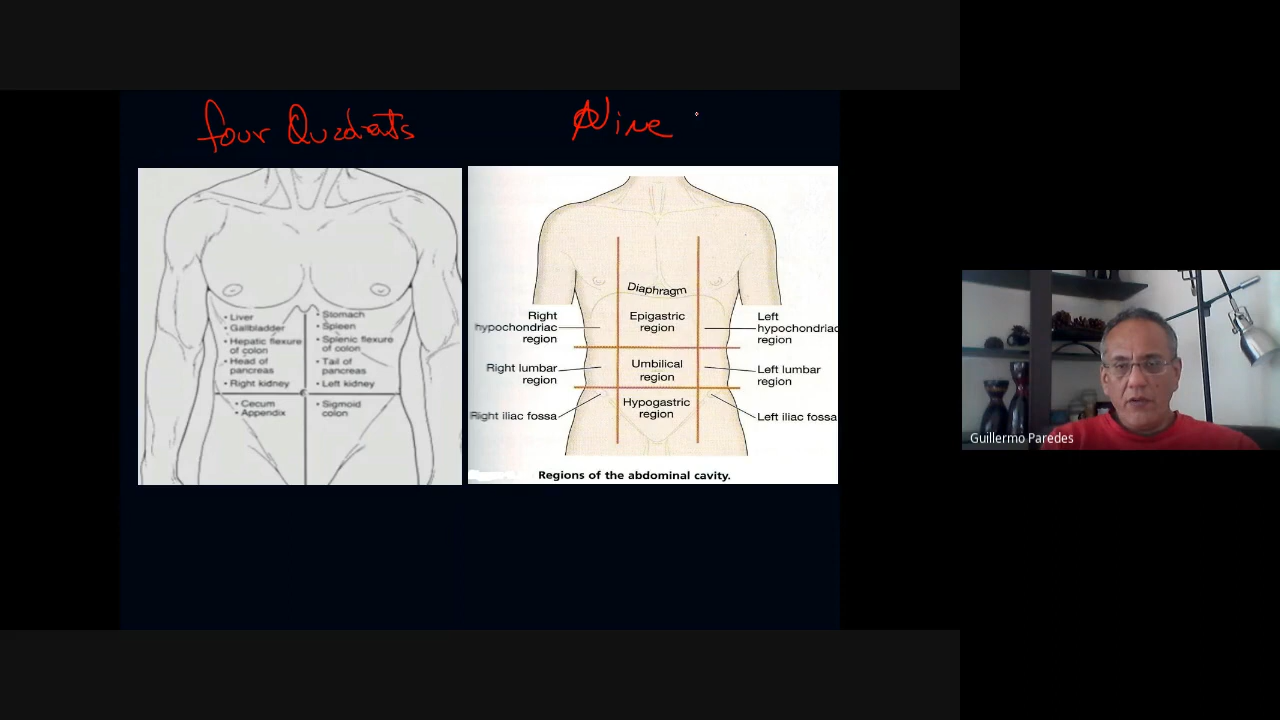 four Quadrats
Nine
• Liver
• Gallbladder
• Hepatic flexure
of colon
• Head of
pancreas
• Right kidney
• Stomach
• Spleen
• Splenic flexure
of colon
• Tail of
pancreas
• Left kidney
• Cecum
• Appendix
• Sigmoid
colon
Diaphragm
Right
hypochondriac
region
Epigastric
region
Left
hypochondriac
region
Right lumbar
region
Umbilical
region
Left lumbar
region
Right iliac fossa
Hypogastric
region
Left iliac fossa
Regions of the abdominal cavity.
Guillermo Paredes